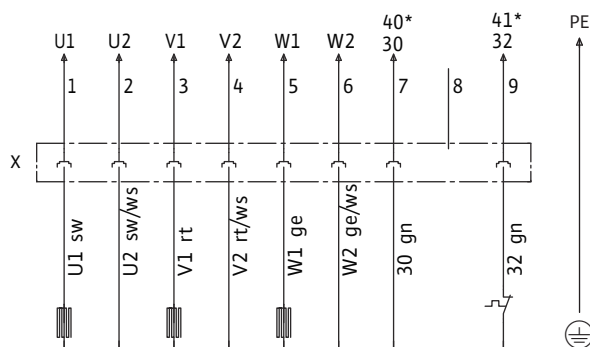 U1 U2 V1 V2 W1 W2 40* 41* PE
30 32
1 2 3 4 5 6 7 8 9
X
U1 sw
U2 sw/ws
V1 rt
V2 rt/ws
W1 ge
W2 ge/ws
30 gn
32 gn